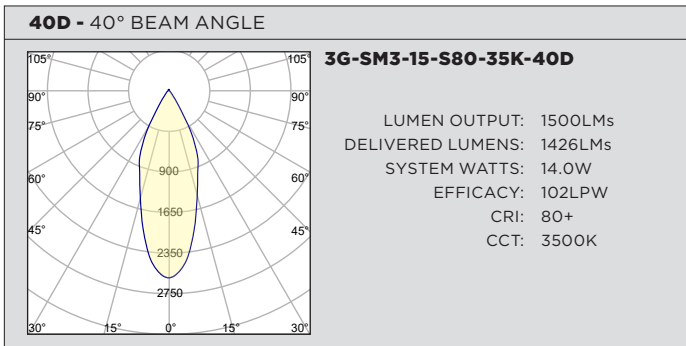 40D - 40° BEAM ANGLE
3G-SM3-15-S80-35K-40D
LUMEN OUTPUT: 1500LMs
DELIVERED LUMENS: 1426LMs
SYSTEM WATTS: 14.0W
EFFICACY: 102LPW
CRI: 80+
CCT: 3500K
105° 105°
90° 90°
75° 75°
60° 900 60°
1650
45° 45°
2350
2750
30° 15° 0° 15° 30°